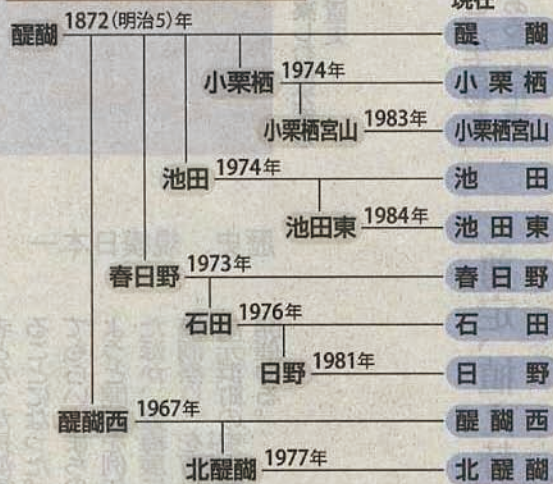 現在
醍醐 1872(明治5)年 醍醐
小栗栖 1974年 小栗栖
小栗栖宮山 1983年 小栗栖宮山
池田 1974年 池田
池田東 1984年 池田東
春日野 1973年 春日野
石田 1976年 石田
日野 1981年 日野
醍醐西 1967年 醍醐西
北醍醐 1977年 北醍醐